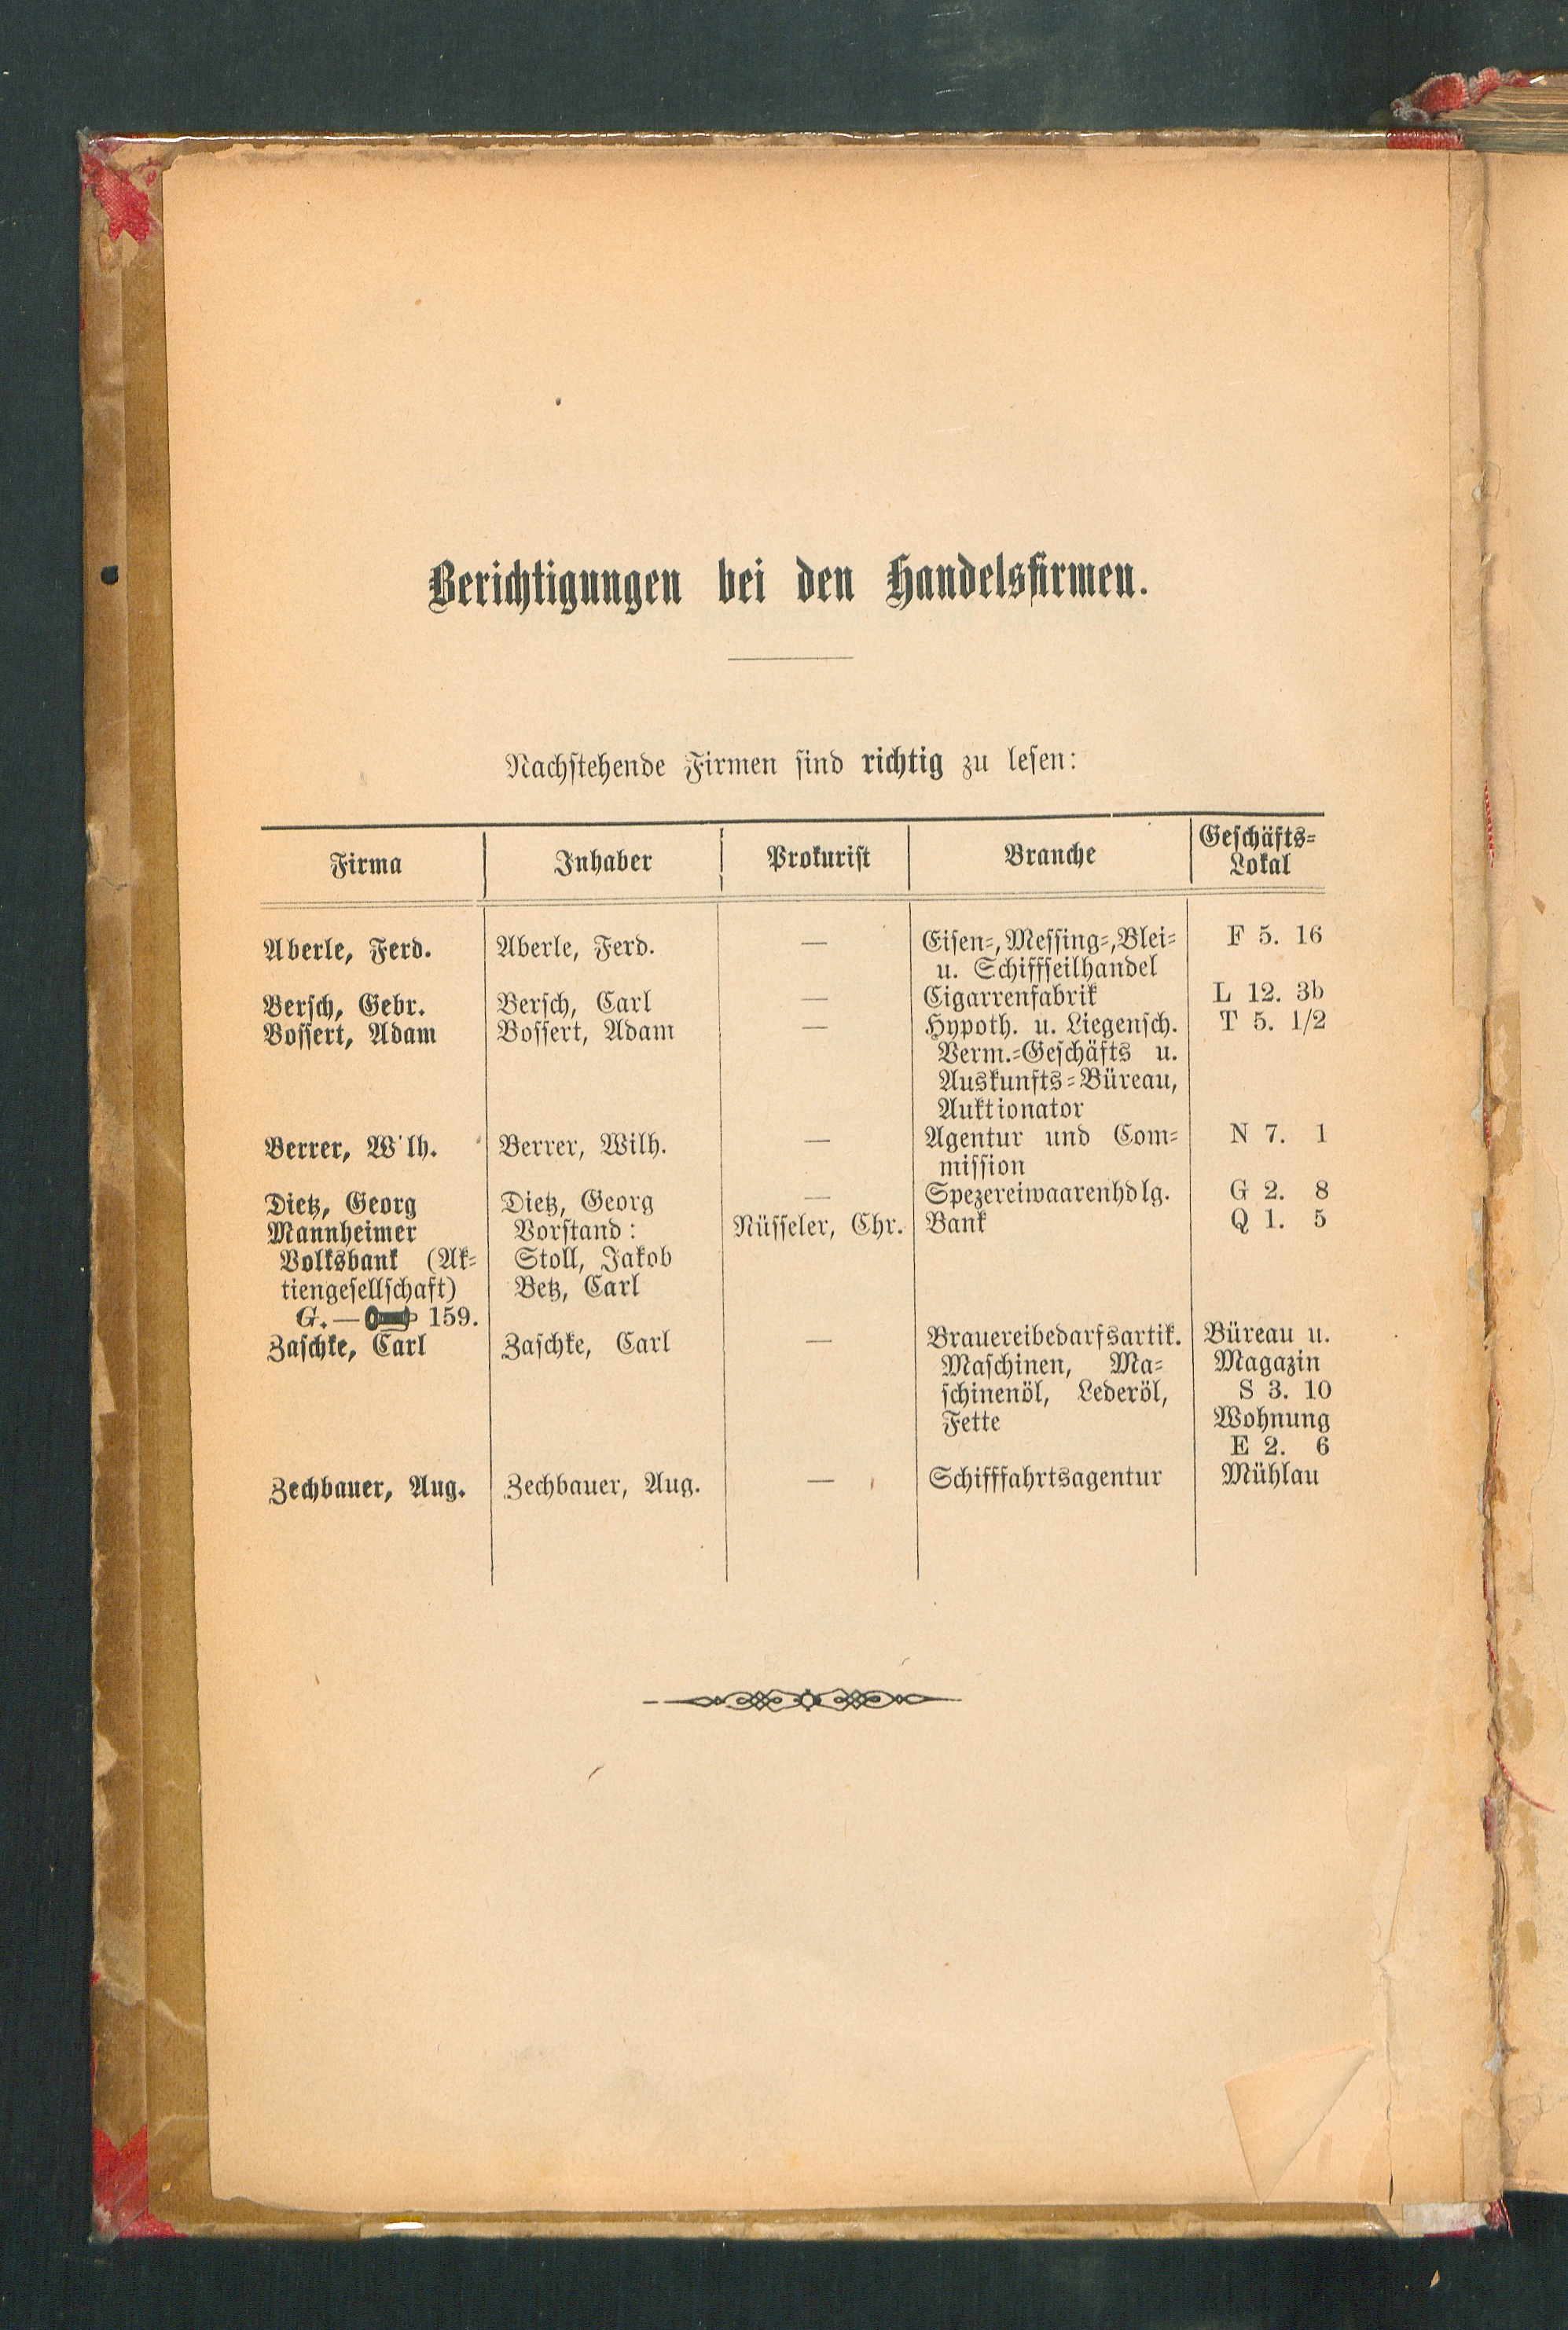 Berichtigungen bei den Handelsfirmen.
Nachstehende Firmen sind richtig zu lesen:
Firma Inhaber Prokurist Branche Geschäfts-
Lokal
Aberle, Ferd. Aberle, Ferd. — Eisen-, Messing-, Blei- F 5. 16
u. Schiffseilhandel
Bersch, Gebr. Bersch, Carl — Cigarrenfabrik L 12. 3b
Bossert, Adam Bossert, Adam — Hypoth. u. Liegensch. T 5. 1/2
Verm.-Geschäfts u.
Auskunfts-Büreau,
Auktionator
Berrer, W'lh. Berrer, Wilh. — Agentur und Com- N 7. 1
mission
Dietz, Georg Dietz, Georg — Spezereiwaarenhdlg. G 2. 8
Mannheimer Vorstand: Nüsseler, Chr. Bank Q 1. 5
Volksbank (Ak- Stoll, Jakob
tiengesellschaft) Betz, Carl
G.— 159.
Zaschke, Carl Zaschke, Carl — Brauereibedarfsartik. Büreau u.
Maschinen, Ma- Magazin
schinenöl, Lederöl, S 3. 10
Fette Wohnung
E 2. 6
Zechbauer, Aug. Zechbauer, Aug. — Schifffahrtsagentur Mühlau